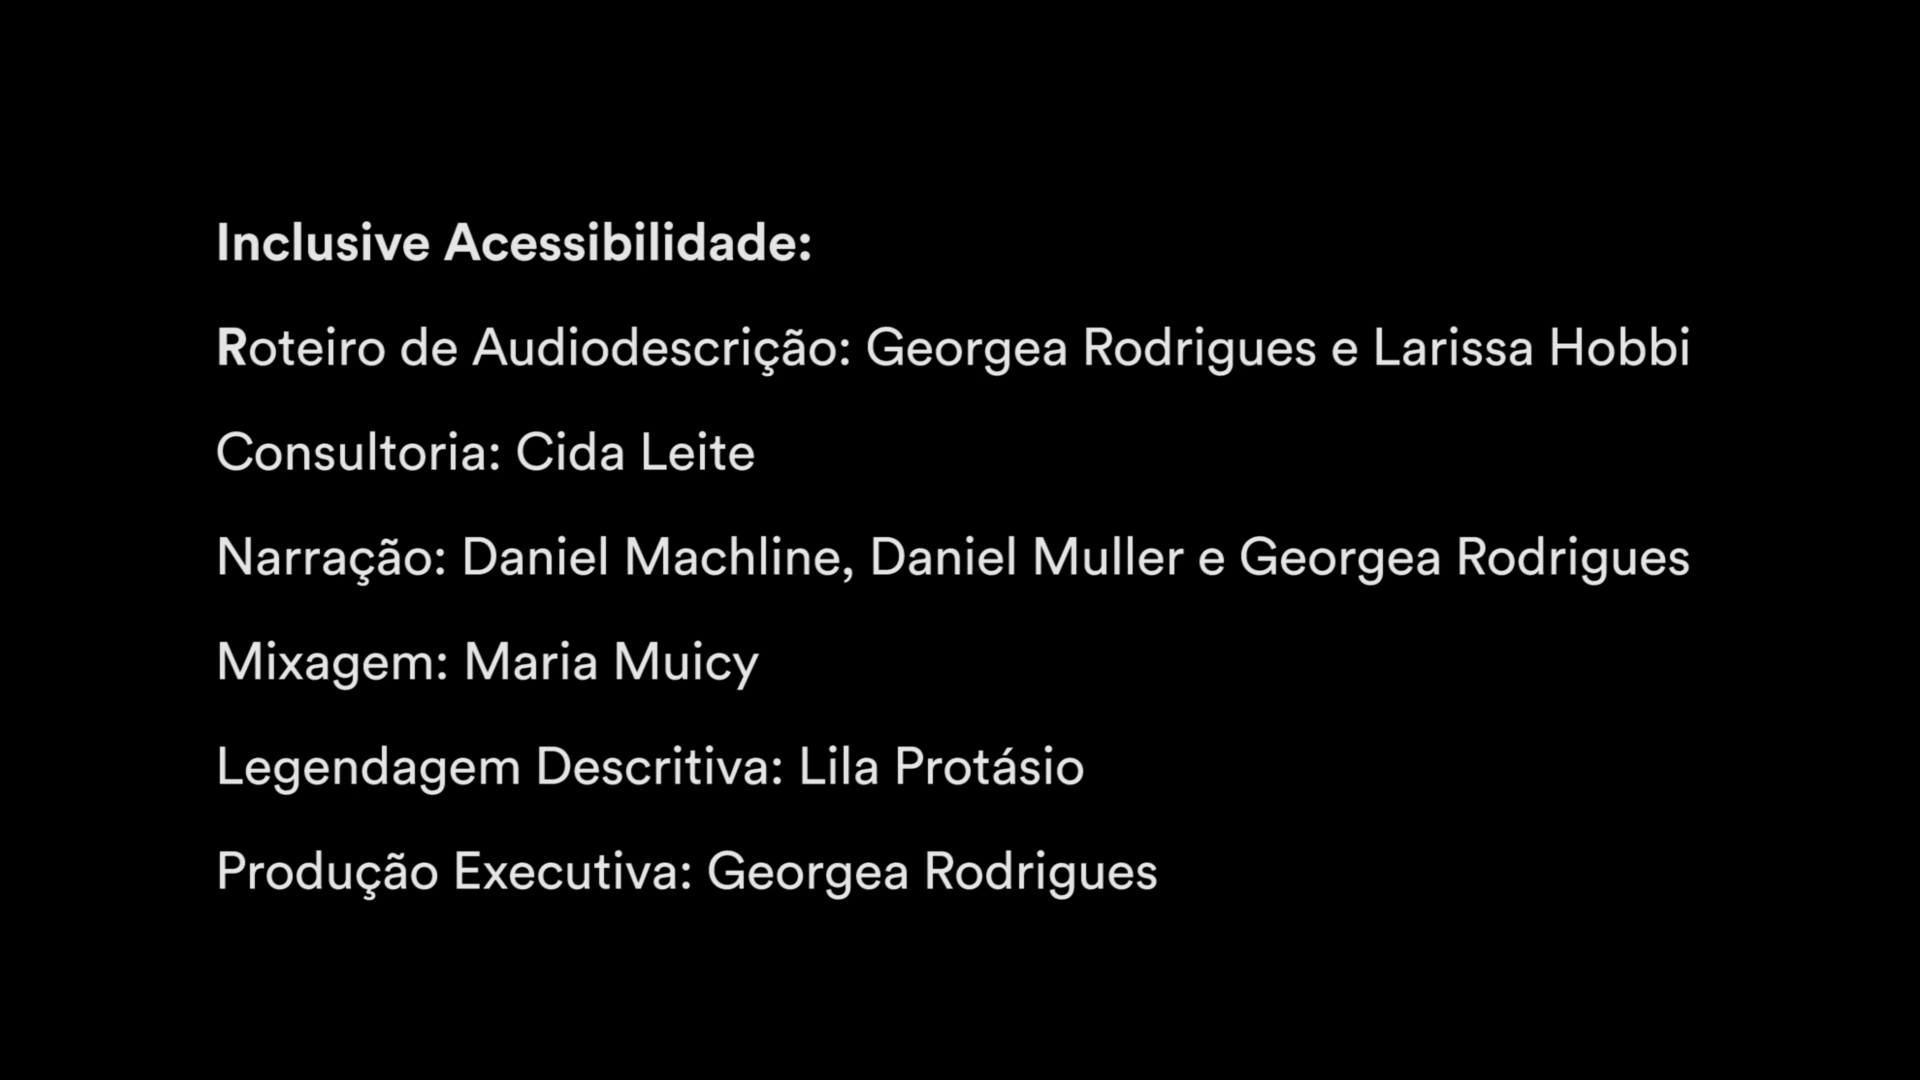 Inclusive Acessibilidade:
Roteiro de Audiodescrição: Georgea Rodrigues e Larissa Hobbi
Consultoria: Cida Leite
Narração: Daniel Machline, Daniel Muller e Georgea Rodrigues
Mixagem: Maria Muicy
Legendagem Descritiva: Lila Protásio
Produção Executiva: Georgea Rodrigues